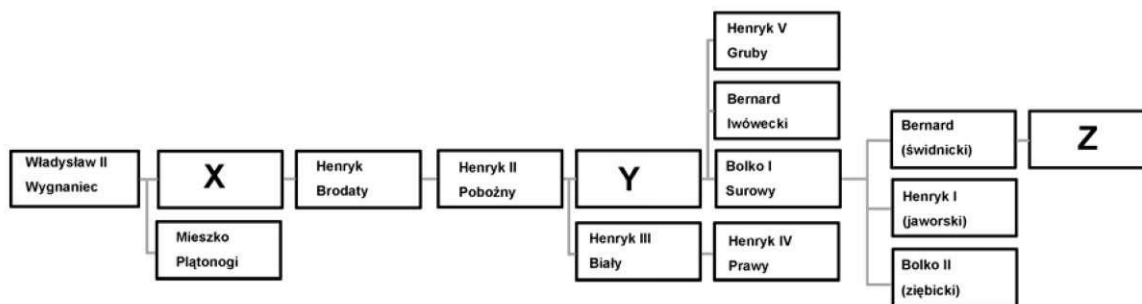 Henryk V
Gruby
Bernard
lwówecki
Bernard
(świdnicki)
Z
Władysław II
Wygnaniec
X
Henryk
Brodaty
Henryk II
Pobożny
Y
Bolko I
Surowy
Henryk I
(jaworski)
Mieszko
Plątonogi
Henryk III
Biały
Henryk IV
Prawy
Bolko II
(ziębicki)